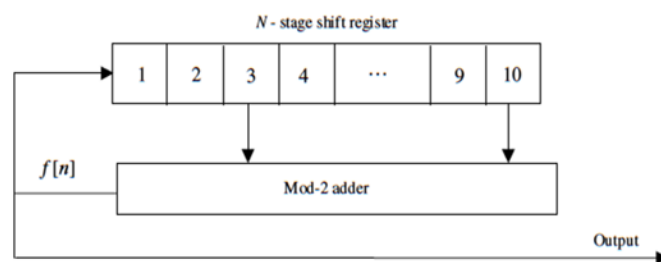 N - stage shift register
1 2 3 4 ... 9 10
f[n]
Mod-2 adder
Output